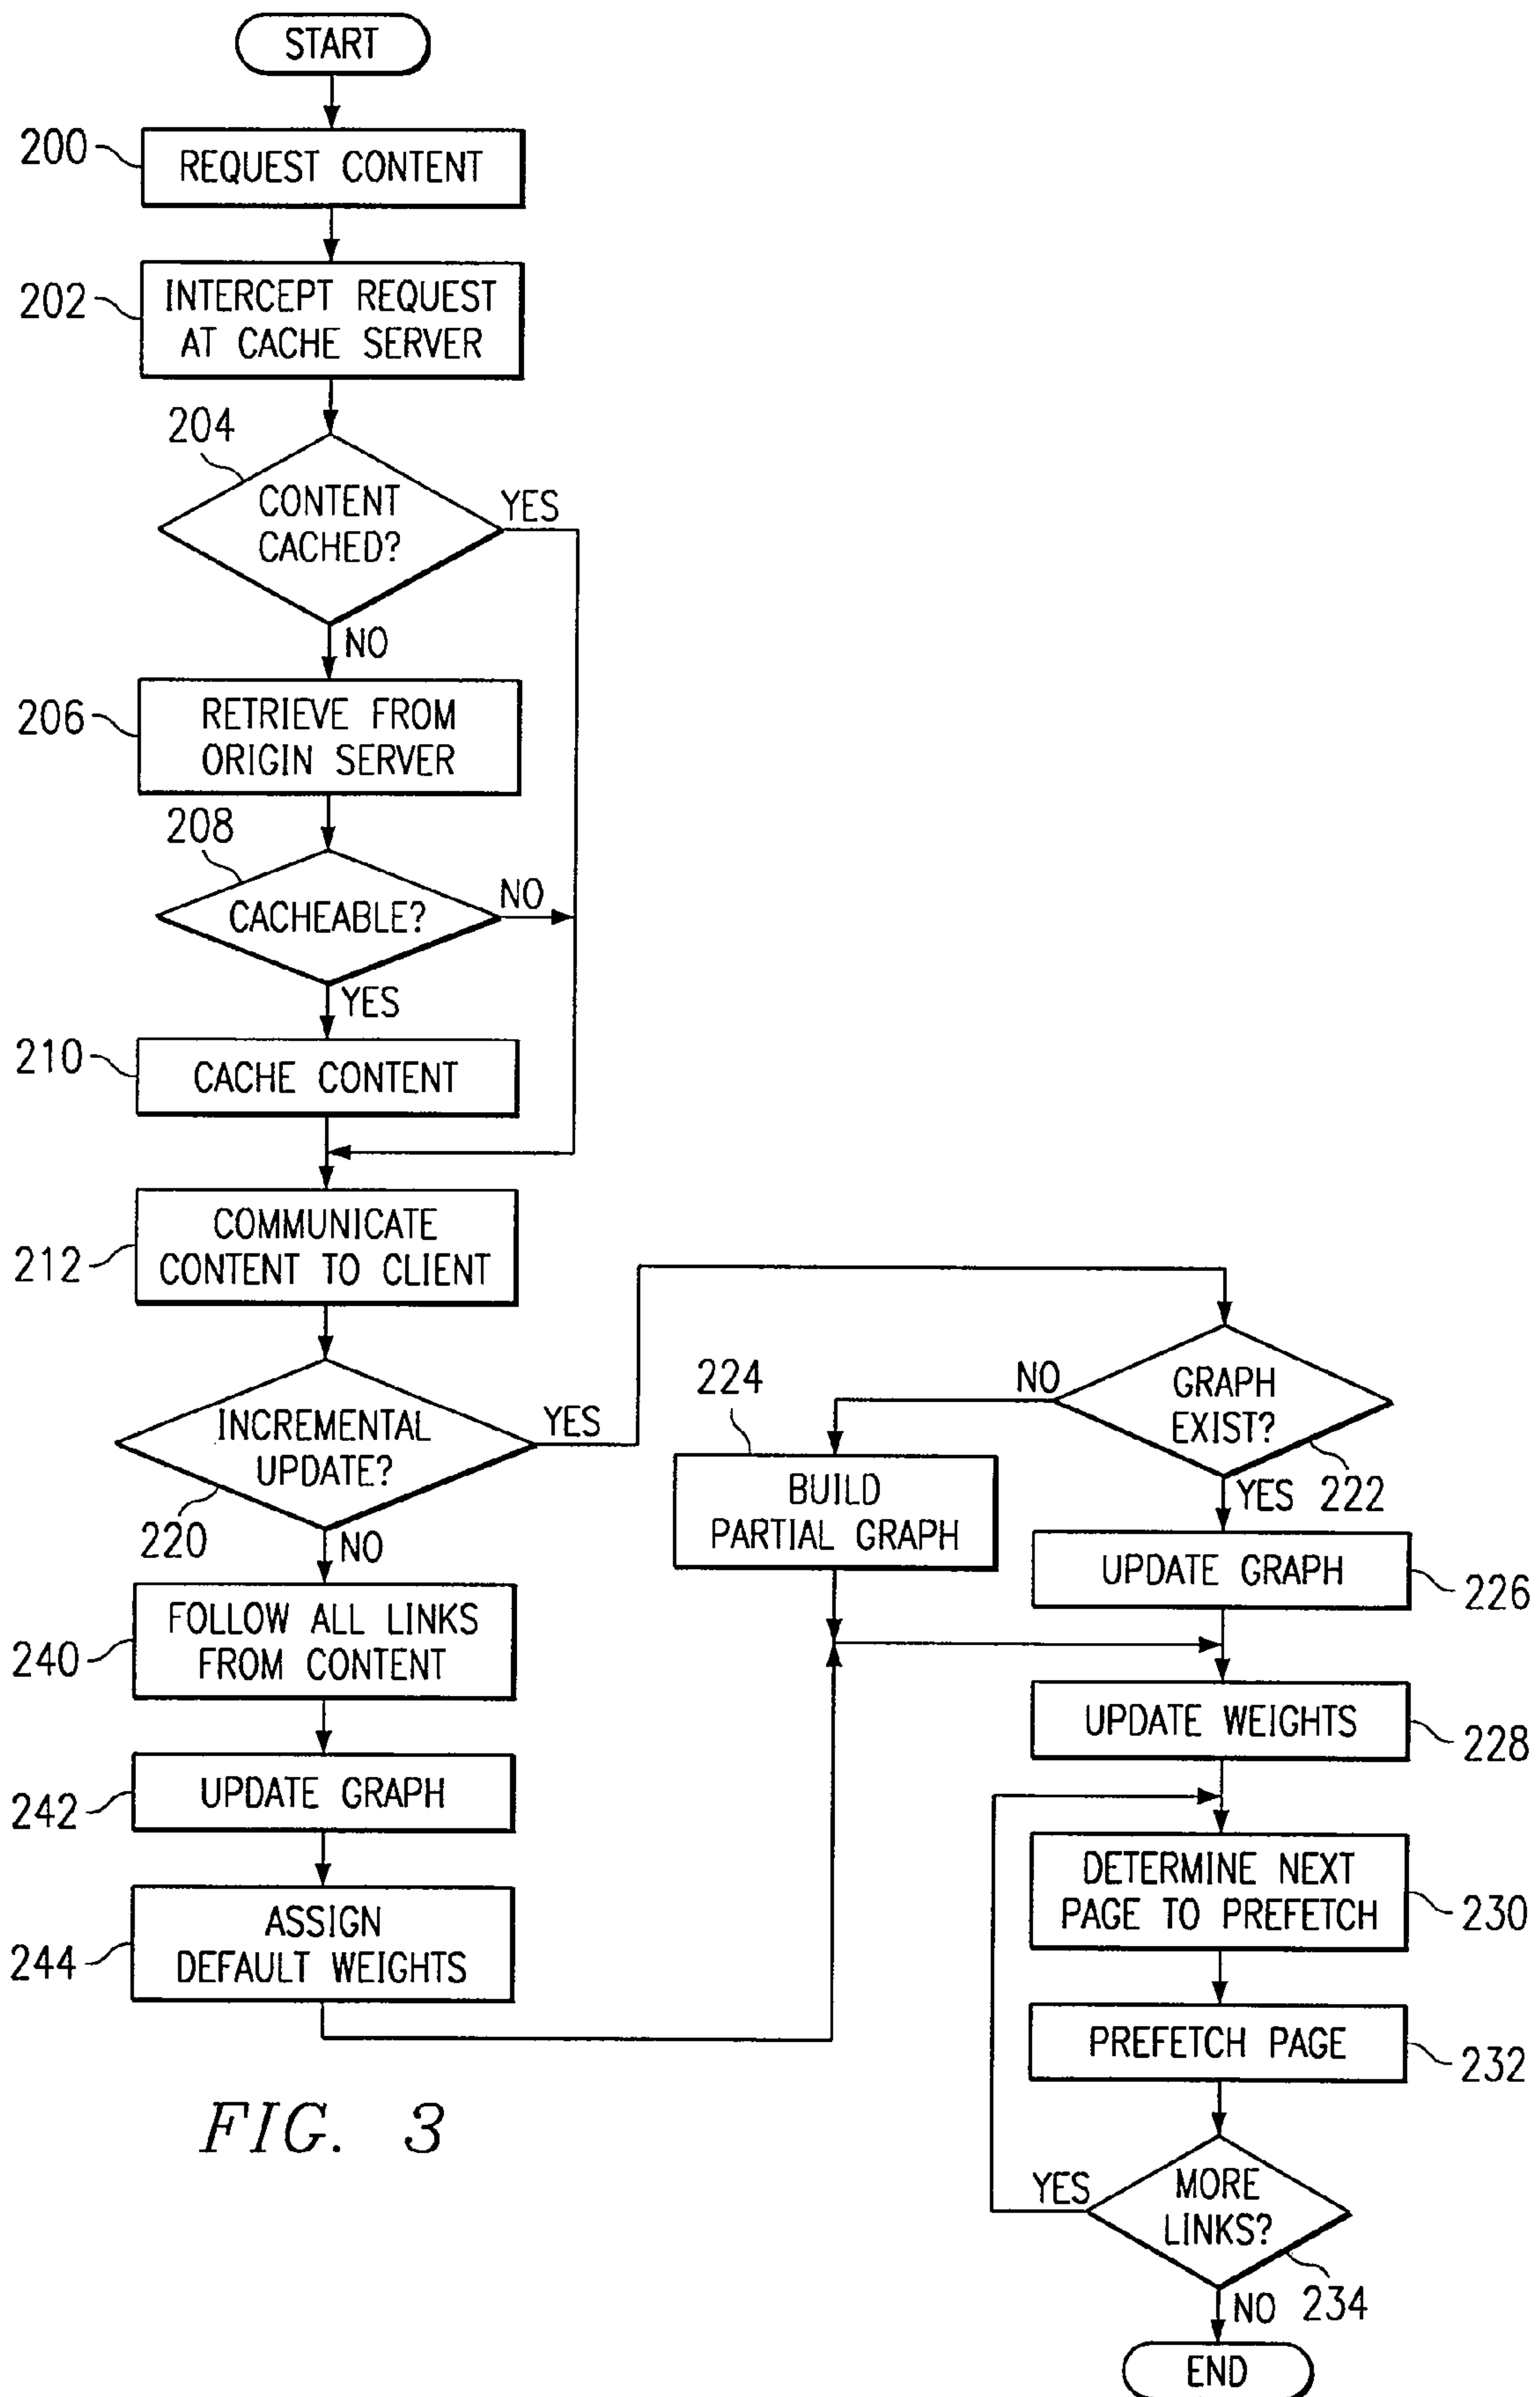 START
200
REQUEST CONTENT
202
INTERCEPT REQUEST
AT CACHE SERVER
204
CONTENT
CACHED?
YES
NO
206
RETRIEVE FROM
ORIGIN SERVER
208
CACHEABLE?
NO
YES
210
CACHE CONTENT
212
COMMUNICATE
CONTENT TO CLIENT
INCREMENTAL
UPDATE?
YES
220
NO
240
FOLLOW ALL LINKS
FROM CONTENT
242
UPDATE GRAPH
244
ASSIGN
DEFAULT WEIGHTS
GRAPH
EXIST?
NO
222
YES
224
BUILD
PARTIAL GRAPH
UPDATE GRAPH
226
UPDATE WEIGHTS
228
DETERMINE NEXT
PAGE TO PREFETCH
230
PREFETCH PAGE
232
MORE
LINKS?
YES
NO
234
END
FIG. 3